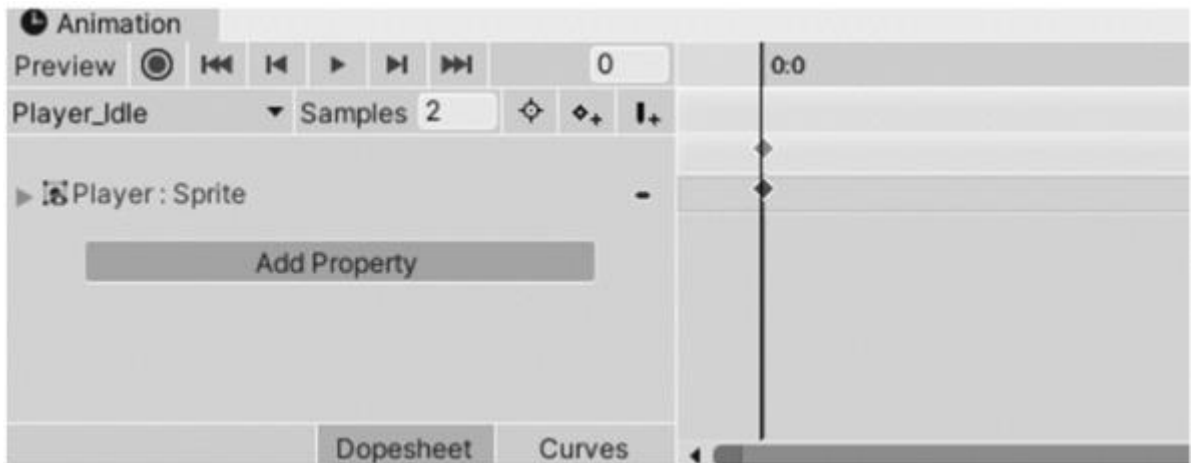 Animation
Preview 0 0:0
Player_Idle Samples 2
Player : Sprite
Add Property
Dopesheet Curves